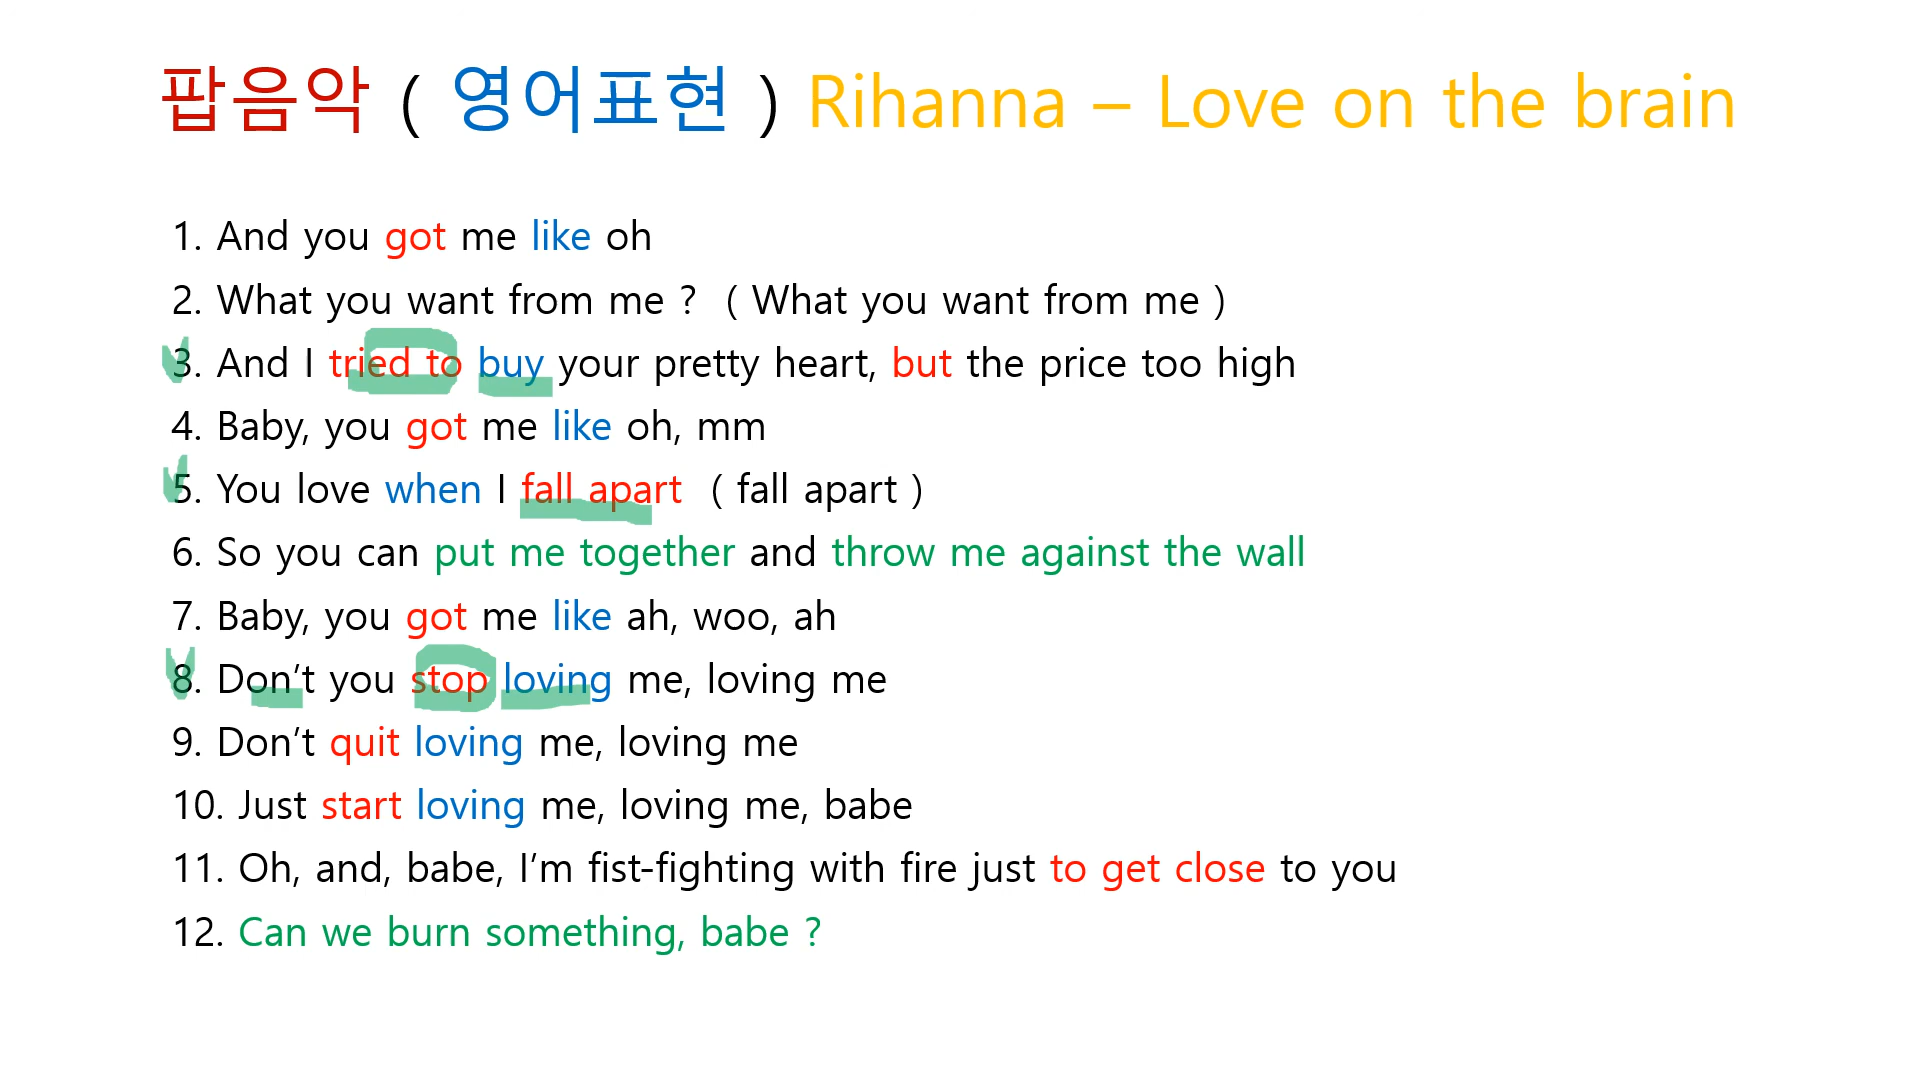 팝음악 ( 영어표현 ) Rihanna – Love on the brain
1. And you got me like oh
2. What you want from me ? ( What you want from me )
3. And I tried to buy your pretty heart, but the price too high
4. Baby, you got me like oh, mm
5. You love when I fall apart ( fall apart )
6. So you can put me together and throw me against the wall
7. Baby, you got me like ah, woo, ah
8. Don’t you stop loving me, loving me
9. Don’t quit loving me, loving me
10. Just start loving me, loving me, babe
11. Oh, and, babe, I’m fist-fighting with fire just to get close to you
12. Can we burn something, babe ?